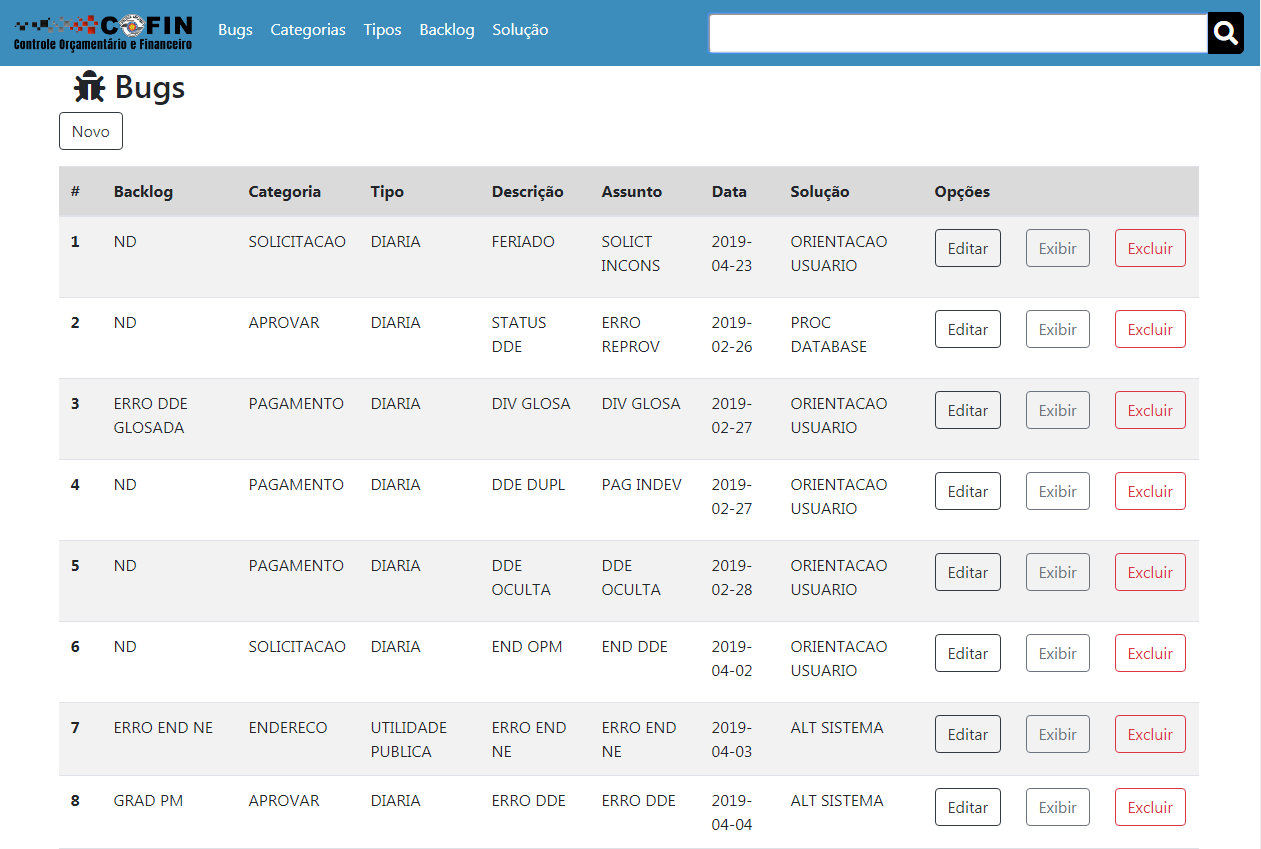 COFIN
Controle Orçamentário e Financeiro
Bugs Categorias Tipos Backlog Solução
Bugs
Novo
# Backlog Categoria Tipo Descrição Assunto Data Solução Opções
1 ND SOLICITACAO DIARIA FERIADO SOLICT 2019- ORIENTACAO Editar Exibir Excluir
INCONS 04-23 USUARIO
2 ND APROVAR DIARIA STATUS ERRO 2019- PROC Editar Exibir Excluir
DDE REPROV 02-26 DATABASE
3 ERRO DDE PAGAMENTO DIARIA DIV GLOSA DIV GLOSA 2019- ORIENTACAO Editar Exibir Excluir
GLOSADA 02-27 USUARIO
4 ND PAGAMENTO DIARIA DDE DUPL PAG INDEV 2019- ORIENTACAO Editar Exibir Excluir
02-27 USUARIO
5 ND PAGAMENTO DIARIA DDE DDE 2019- ORIENTACAO Editar Exibir Excluir
OCULTA OCULTA 02-28 USUARIO
6 ND SOLICITACAO DIARIA END OPM END DDE 2019- ORIENTACAO Editar Exibir Excluir
04-02 USUARIO
7 ERRO END NE ENDERECO UTILIDADE ERRO END ERRO END 2019- ALT SISTEMA Editar Exibir Excluir
PUBLICA NE NE 04-03
8 GRAD PM APROVAR DIARIA ERRO DDE ERRO DDE 2019- ALT SISTEMA Editar Exibir Excluir
04-04